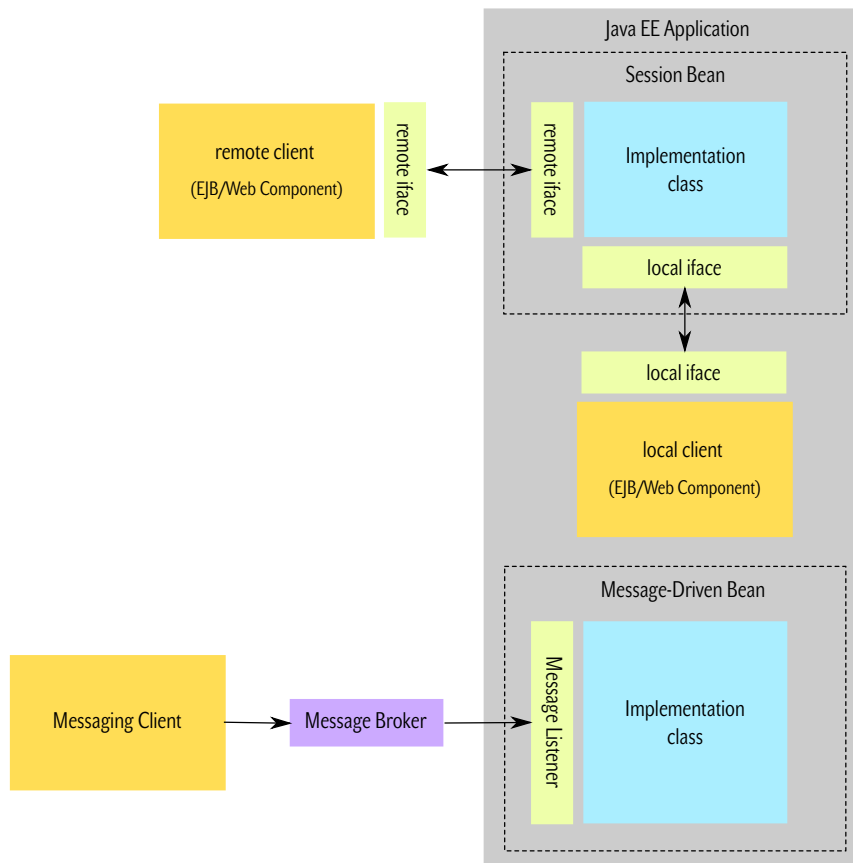 Java EE Application
Session Bean
remote client
(EJB/Web Component)
remote iface
remote iface
Implementation
class
local iface
local iface
local client
(EJB/Web Component)
Message-Driven Bean
Messaging Client
Message Broker
Message Listener
Implementation
class